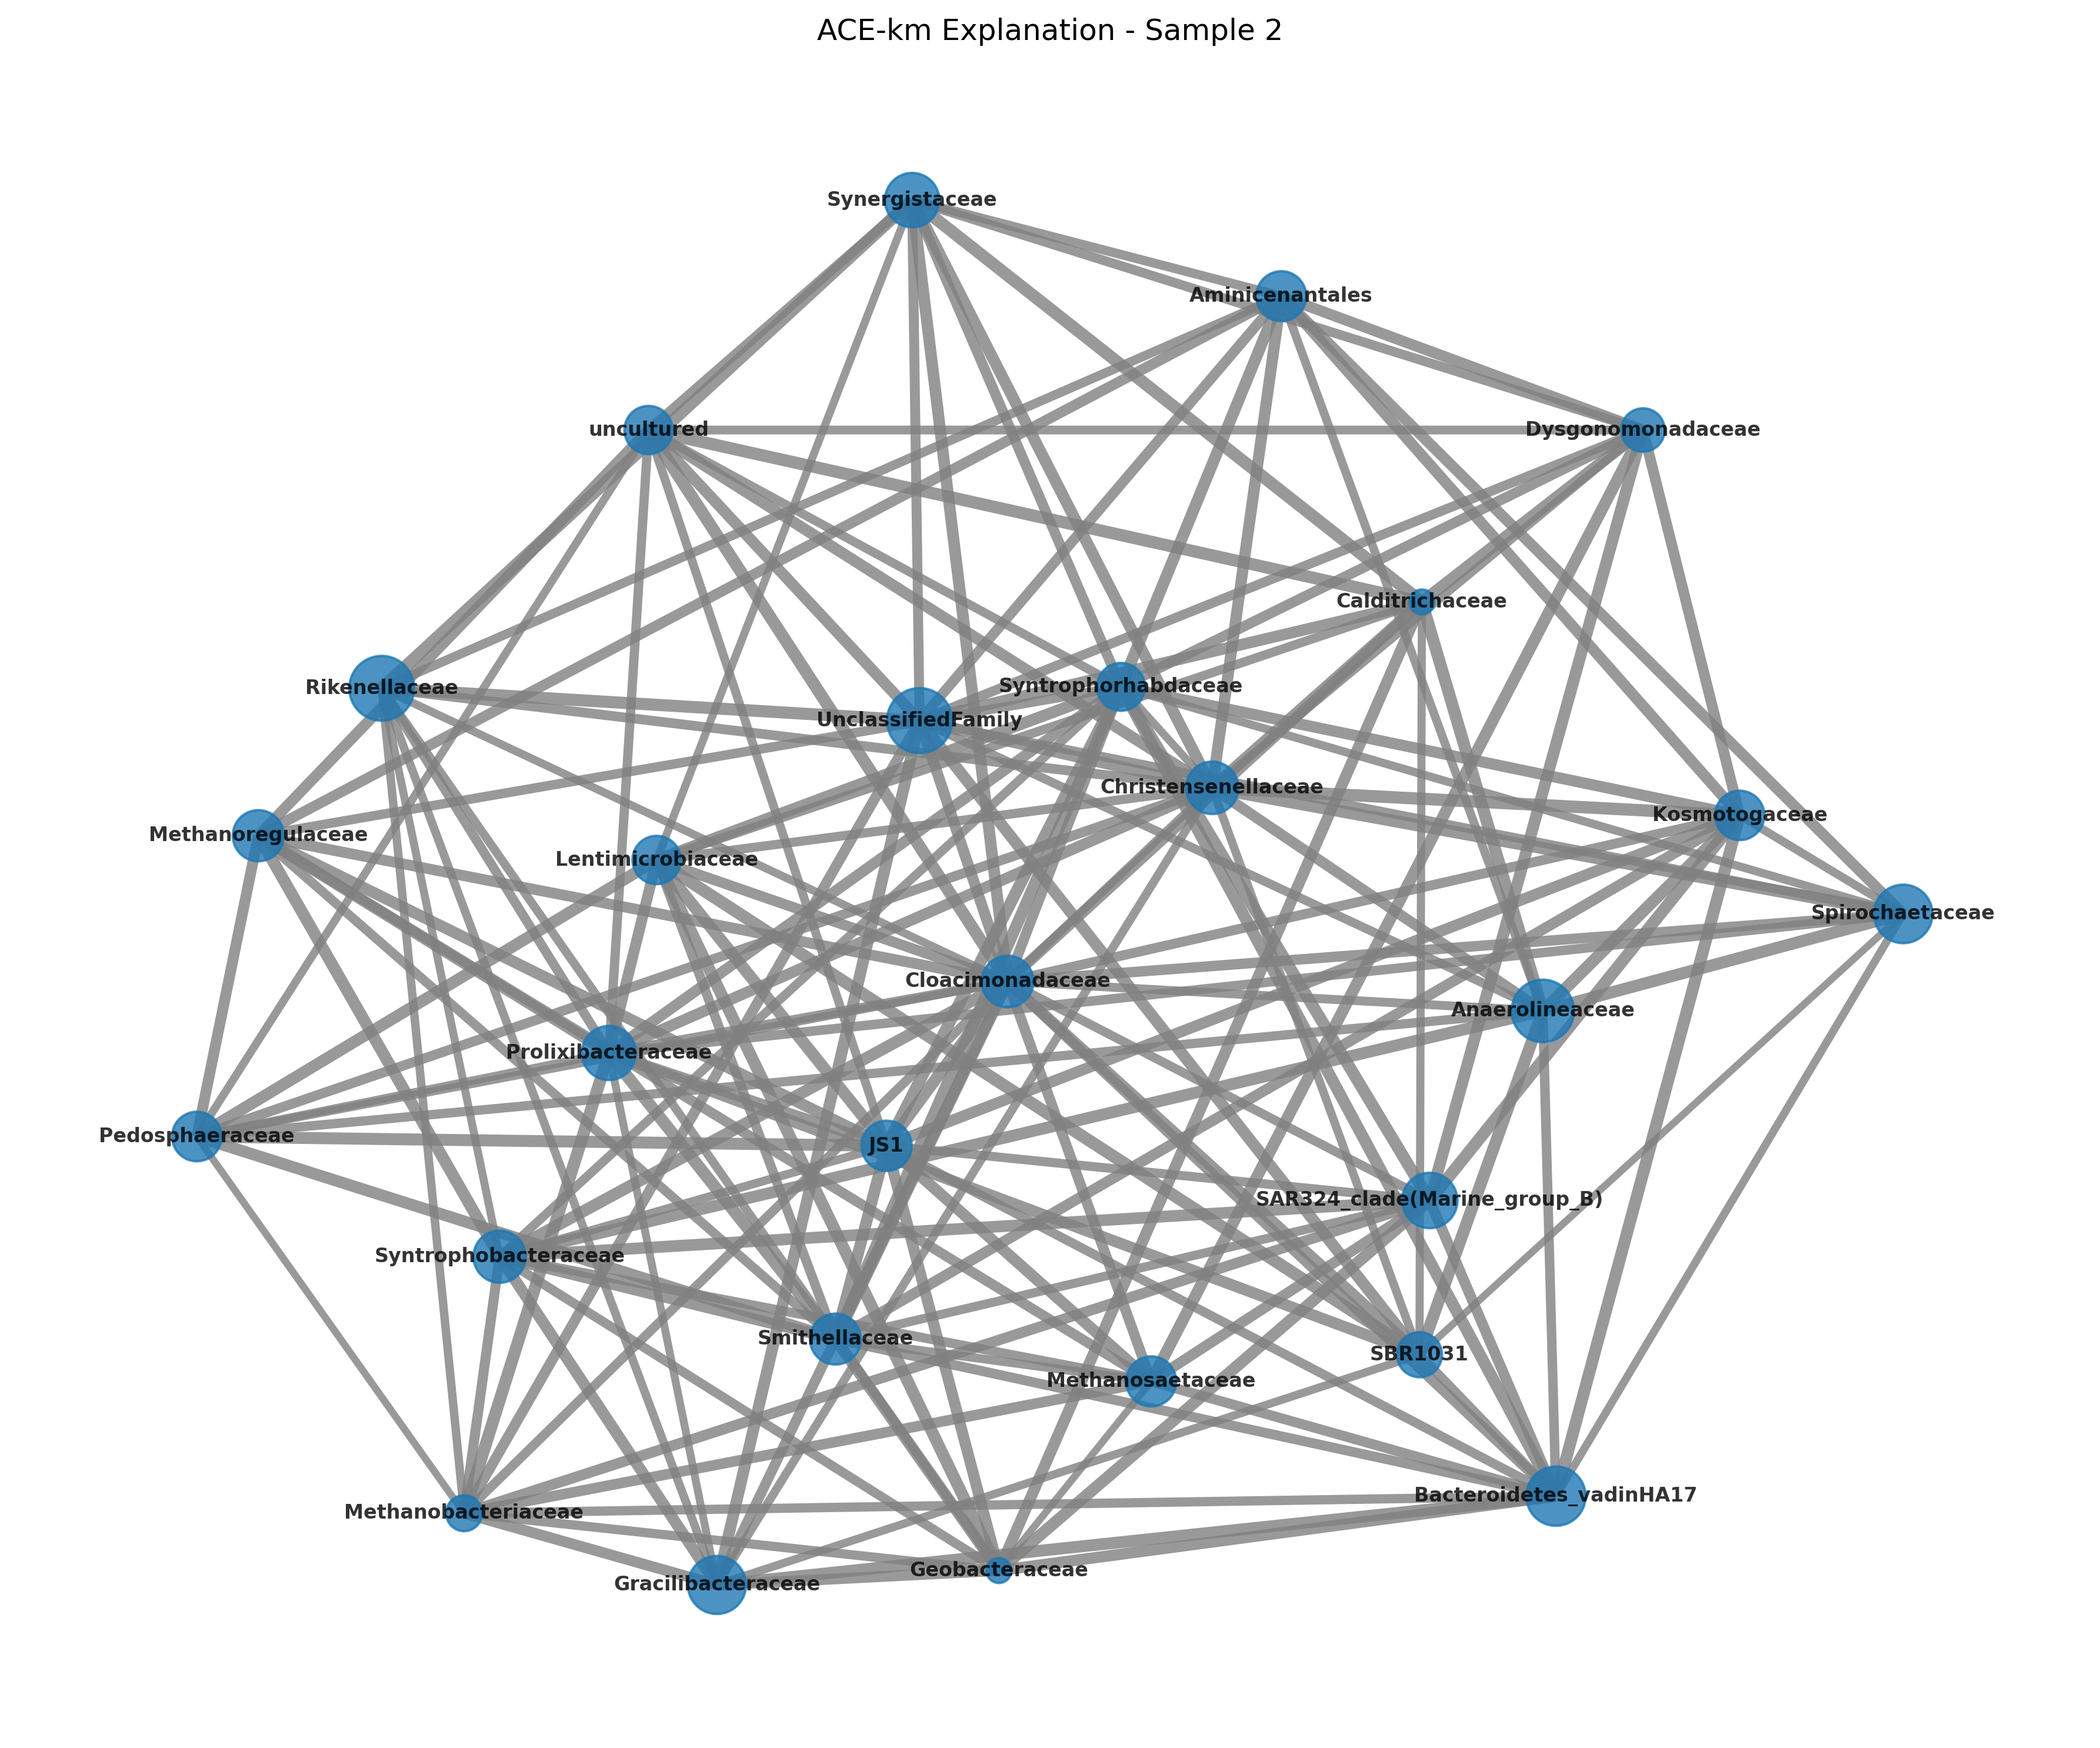 ACE-km Explanation - Sample 2
Synergistaceae
Aminicenantales
uncultured
Dysgonomonadaceae
Calditrichaceae
Rikenellaceae
Syntrophorhabdaceae
UnclassifiedFamily
Christensenellaceae
Kosmotogaceae
Methanoregulaceae
Lentimicrobiaceae
Spirochaetaceae
Cloacimonadaceae
Anaerolineaceae
Prolixibacteraceae
Pedosphaeraceae
JS1
SAR324_clade(Marine_group_B)
Syntrophobacteraceae
Smithellaceae
SBR1031
Methanosaetaceae
Bacteroidetes_vadinHA17
Methanobacteriaceae
Geobacteraceae
Gracilibacteraceae